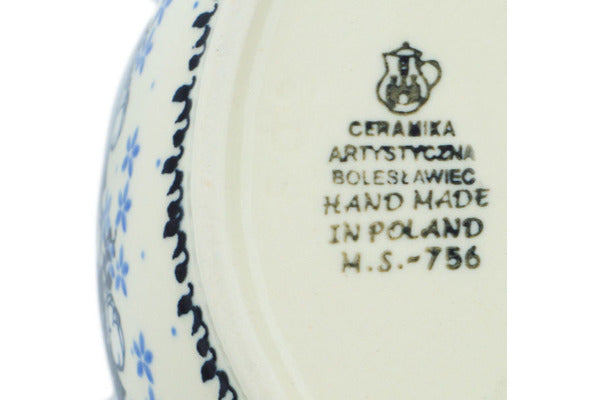 CERAMIKA
ARTYSTYCZNA
BOLESŁAWIEC
HAND MADE
IN POLAND
H.S.-756